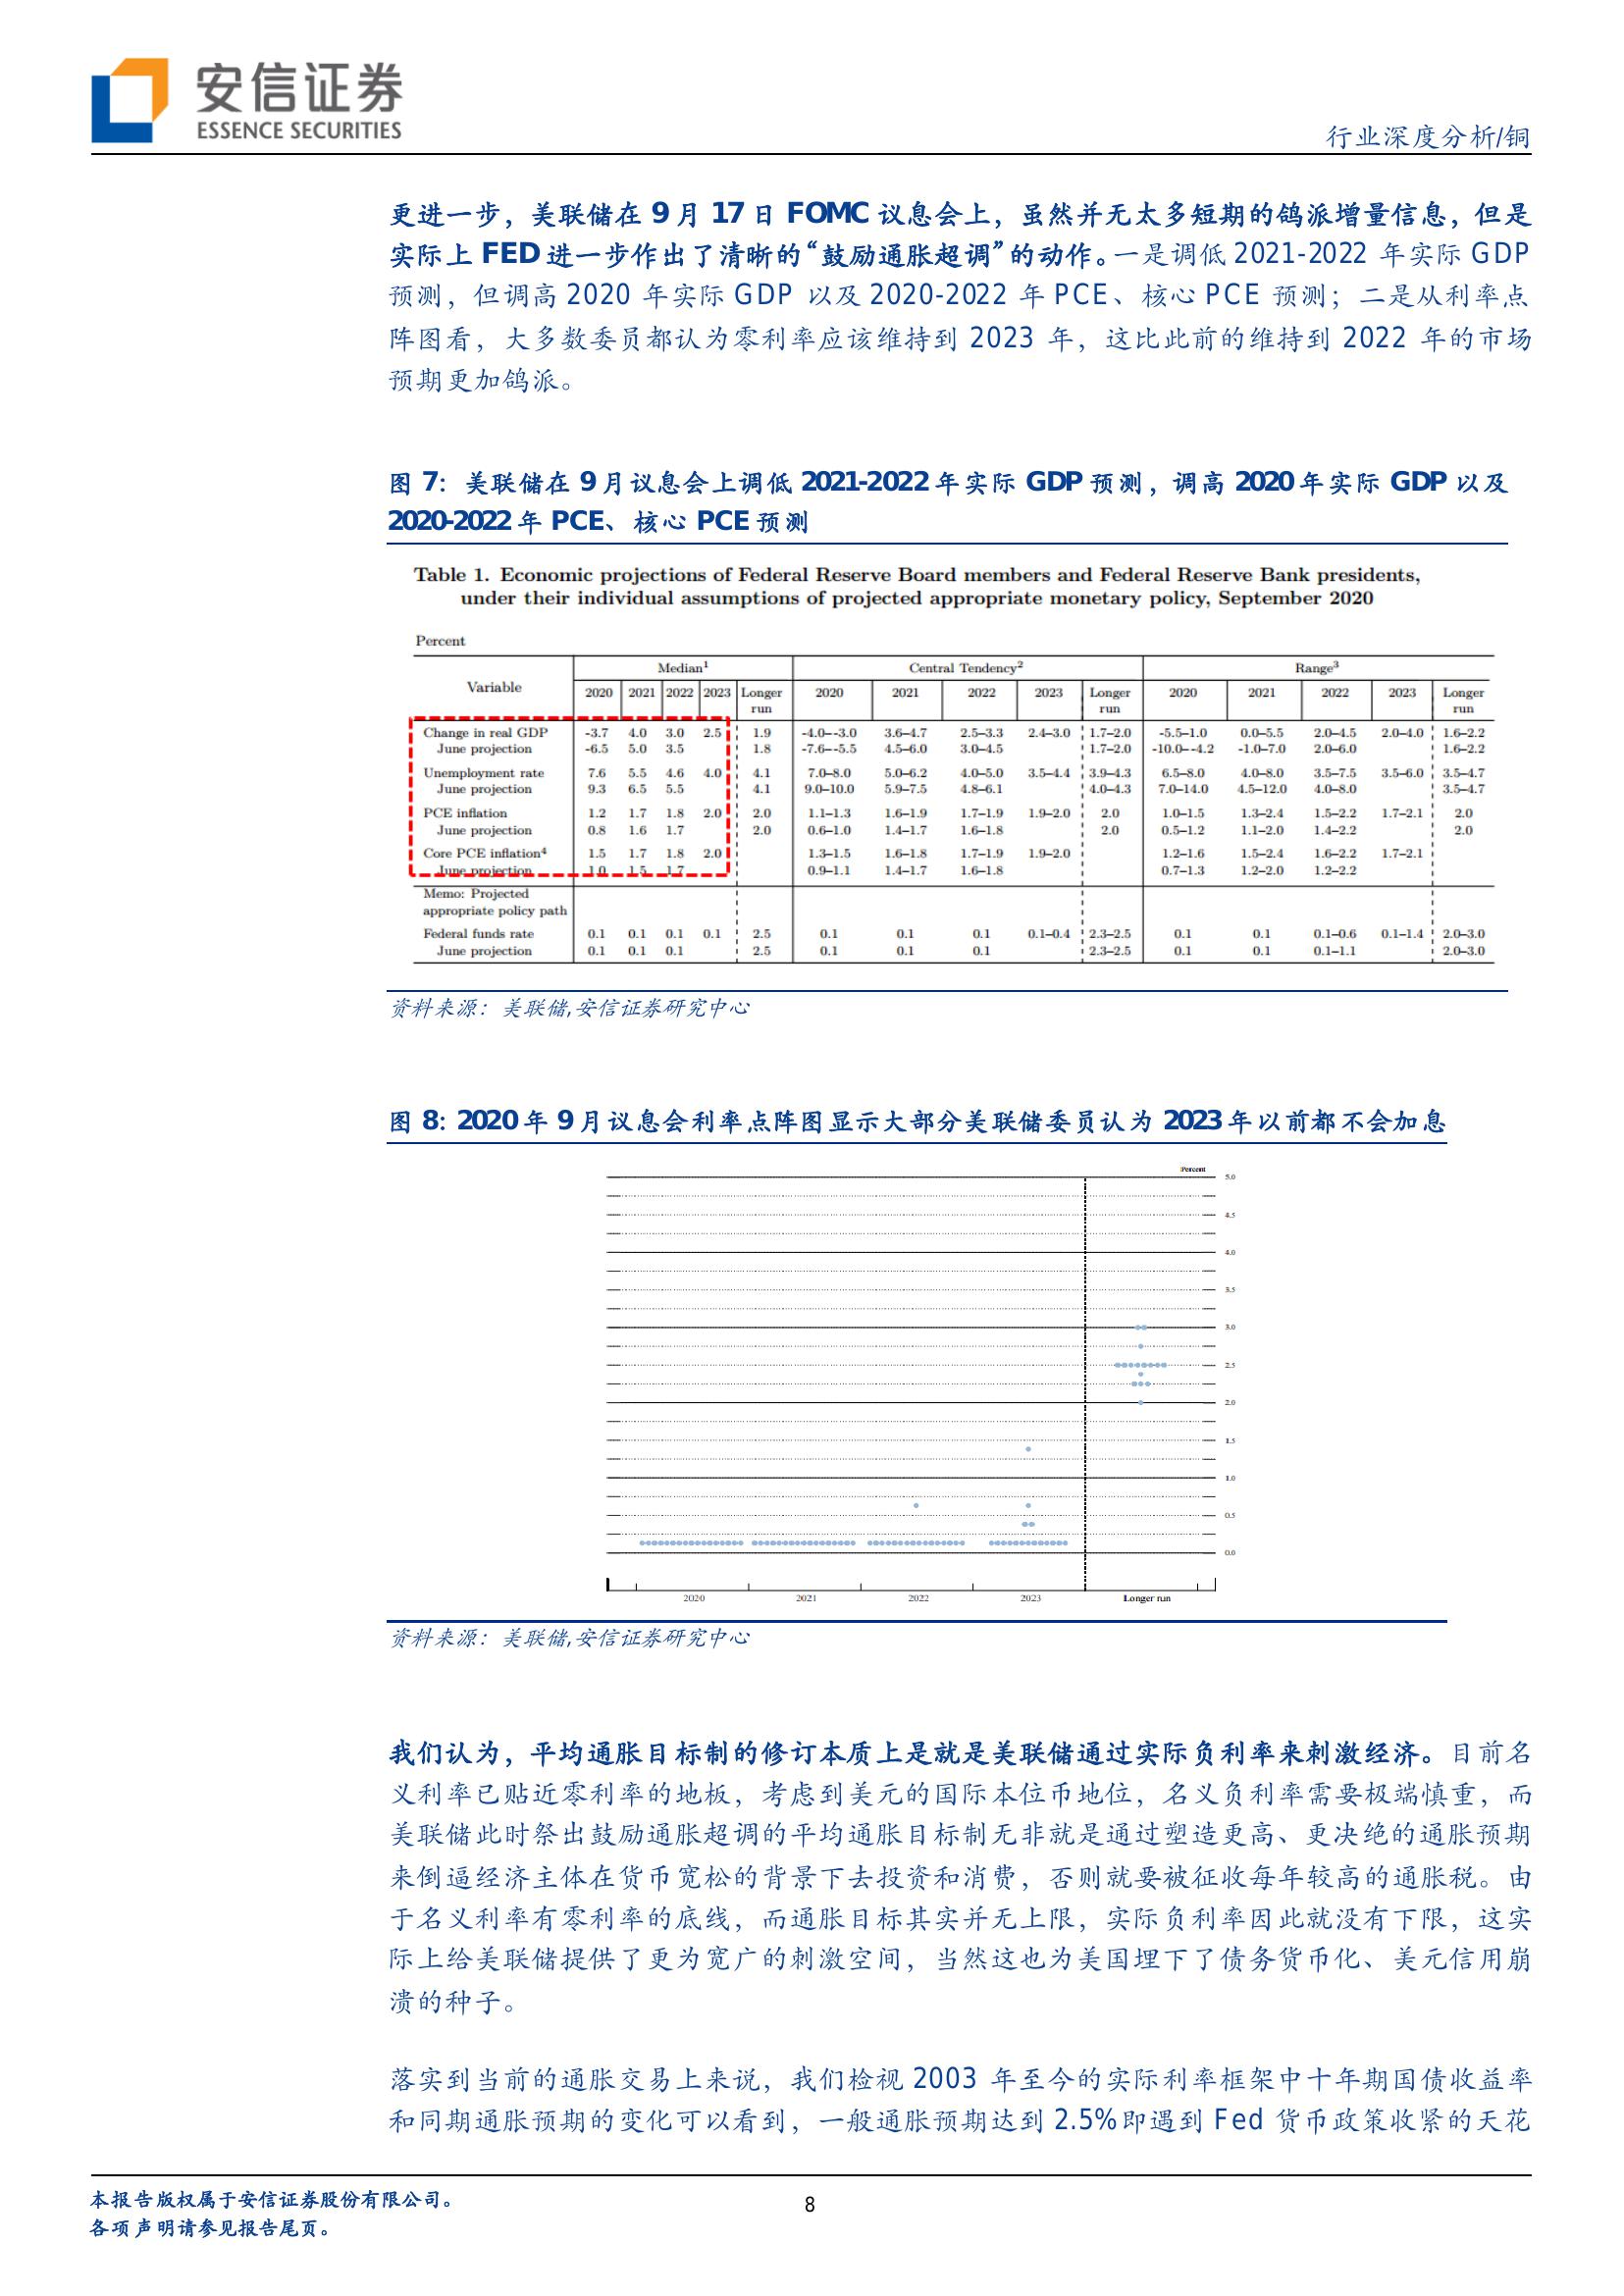 安信证券
ESSENCE SECURITIES
行业深度分析/铜
更进一步，美联储在 9 月 17 日 FOMC 议息会上，虽然并无太多短期的鸽派增量信息，但是
实际上 FED 进一步作出了清晰的“鼓励通胀超调”的动作。一是调低 2021-2022 年实际 GDP
预测，但调高 2020 年实际 GDP 以及 2020-2022 年 PCE、核心 PCE 预测；二是从利率点
阵图看，大多数委员都认为零利率应该维持到 2023 年，这比此前的维持到 2022 年的市场
预期更加鸽派。
图 7：美联储在 9 月议息会上调低 2021-2022 年实际 GDP 预测，调高 2020 年实际 GDP 以及
2020-2022 年 PCE、核心 PCE 预测
Table 1. Economic projections of Federal Reserve Board members and Federal Reserve Bank presidents,
under their individual assumptions of projected appropriate monetary policy, September 2020
Percent
Variable Median¹ Central Tendency² Range³
2020 2021 2022 2023 Longer run 2020 2021 2022 2023 Longer run 2020 2021 2022 2023 Longer run
Change in real GDP -3.7 4.0 3.0 2.5 1.9 -4.0–-3.0 3.6–4.7 2.5–3.3 2.4–3.0 1.7–2.0 -5.5–1.0 0.0–5.5 2.0–4.5 2.0–4.0 1.6–2.2
June projection -6.5 5.0 3.5 1.8 -7.6–-5.5 4.5–6.0 3.0–4.5 1.7–2.0 -10.0–-4.2 -1.0–7.0 2.0–6.0 1.6–2.2
Unemployment rate 7.6 5.5 4.6 4.0 4.1 7.0–8.0 5.0–6.2 4.0–5.0 3.5–4.4 3.9–4.3 6.5–8.0 4.0–8.0 3.5–7.5 3.5–6.0 3.5–4.7
June projection 9.3 6.5 5.5 4.1 9.0–10.0 5.9–7.5 4.8–6.1 4.0–4.3 7.0–14.0 4.5–12.0 4.0–8.0 3.5–4.7
PCE inflation 1.2 1.7 1.8 2.0 2.0 1.1–1.3 1.6–1.9 1.7–1.9 1.9–2.0 2.0 1.0–1.5 1.3–2.4 1.5–2.2 1.7–2.1 2.0
June projection 0.8 1.6 1.7 2.0 0.6–1.0 1.4–1.7 1.6–1.8 2.0 0.5–1.2 1.1–2.0 1.4–2.2 2.0
Core PCE inflation⁴ 1.5 1.7 1.8 2.0 1.3–1.5 1.6–1.8 1.7–1.9 1.9–2.0 1.2–1.6 1.5–2.4 1.6–2.2 1.7–2.1
June projection 1.0 1.5 1.7 0.9–1.1 1.4–1.7 1.6–1.8 0.7–1.3 1.2–2.0 1.2–2.2
Memo: Projected
appropriate policy path
Federal funds rate 0.1 0.1 0.1 0.1 2.5 0.1 0.1 0.1 0.1–0.4 2.3–2.5 0.1 0.1 0.1–0.6 0.1–1.4 2.0–3.0
June projection 0.1 0.1 0.1 2.5 0.1 0.1 0.1 2.3–2.5 0.1 0.1 0.1–1.1 2.0–3.0
资料来源：美联储,安信证券研究中心
图 8：2020 年 9 月议息会利率点阵图显示大部分美联储委员认为 2023 年以前都不会加息
Percent
5.0
4.5
4.0
3.5
3.0
2.5
2.0
1.5
1.0
0.5
0.0
2020 2021 2022 2023 Longer run
资料来源：美联储,安信证券研究中心
我们认为，平均通胀目标制的修订本质上是就是美联储通过实际负利率来刺激经济。目前名
义利率已贴近零利率的地板，考虑到美元的国际本位币地位，名义负利率需要极端慎重，而
美联储此时祭出鼓励通胀超调的平均通胀目标制无非就是通过塑造更高、更决绝的通胀预期
来倒逼经济主体在货币宽松的背景下去投资和消费，否则就要被征收每年较高的通胀税。由
于名义利率有零利率的底线，而通胀目标其实并无上限，实际负利率因此就没有下限，这实
际上给美联储提供了更为宽广的刺激空间，当然这也为美国埋下了债务货币化、美元信用崩
溃的种子。
落实到当前的通胀交易上来说，我们检视 2003 年至今的实际利率框架中十年期国债收益率
和同期通胀预期的变化可以看到，一般通胀预期达到 2.5%即遇到 Fed 货币政策收紧的天花
本报告版权属于安信证券股份有限公司。
各项声明请参见报告尾页。
8